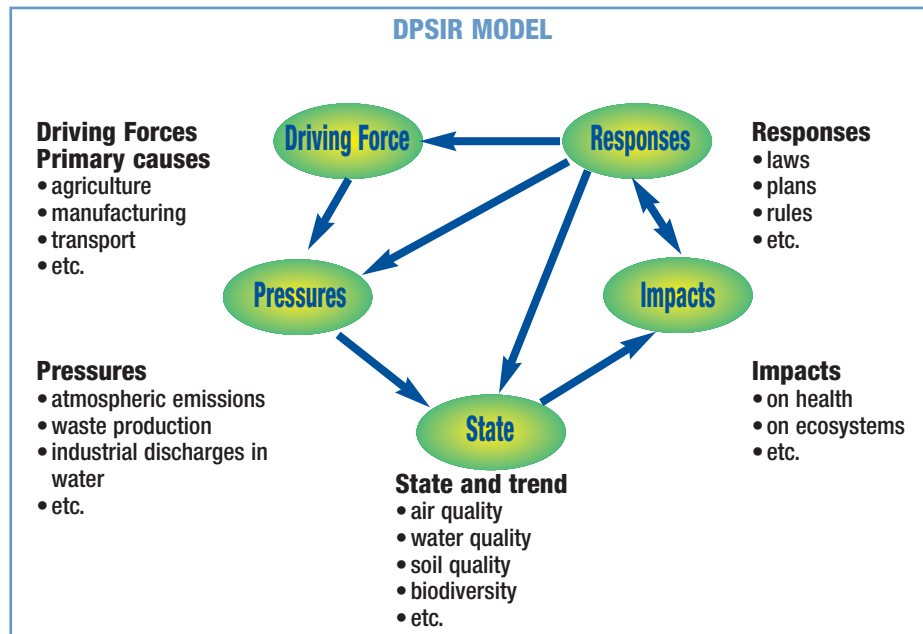 DPSIR MODEL
Driving Force
Responses
Pressures
Impacts
State
Driving Forces
Primary causes
• agriculture
• manufacturing
• transport
• etc.
Responses
• laws
• plans
• rules
• etc.
Pressures
• atmospheric emissions
• waste production
• industrial discharges in
water
• etc.
Impacts
• on health
• on ecosystems
• etc.
State and trend
• air quality
• water quality
• soil quality
• biodiversity
• etc.